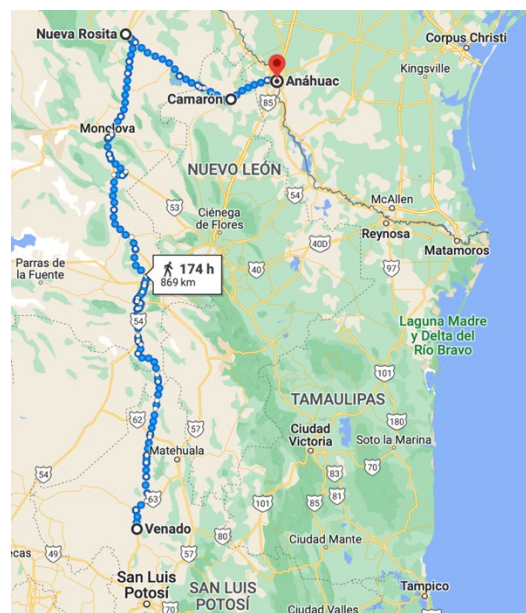 Nueva Rosita
Corpus Christi
Kingsville
Anáhuac
Camarón
85
Monclova
NUEVO LEÓN
54
53
Ciénega
de Flores
McAllen
Reynosa
40D
Matamoros
40
97
Parras de
la Fuente
174 h
869 km
54
Laguna Madre
y Delta del
Río Bravo
101
TAMAULIPAS
62
57
Matehuala
180
Ciudad
Victoria
Soto la Marina
54
83
70
63
101
85
81
Venado
80
ecas
49
57
Ciudad Mante
San Luis
Potosí
SAN LUIS
POTOSÍ
70
Ciudad Valles
Tampico